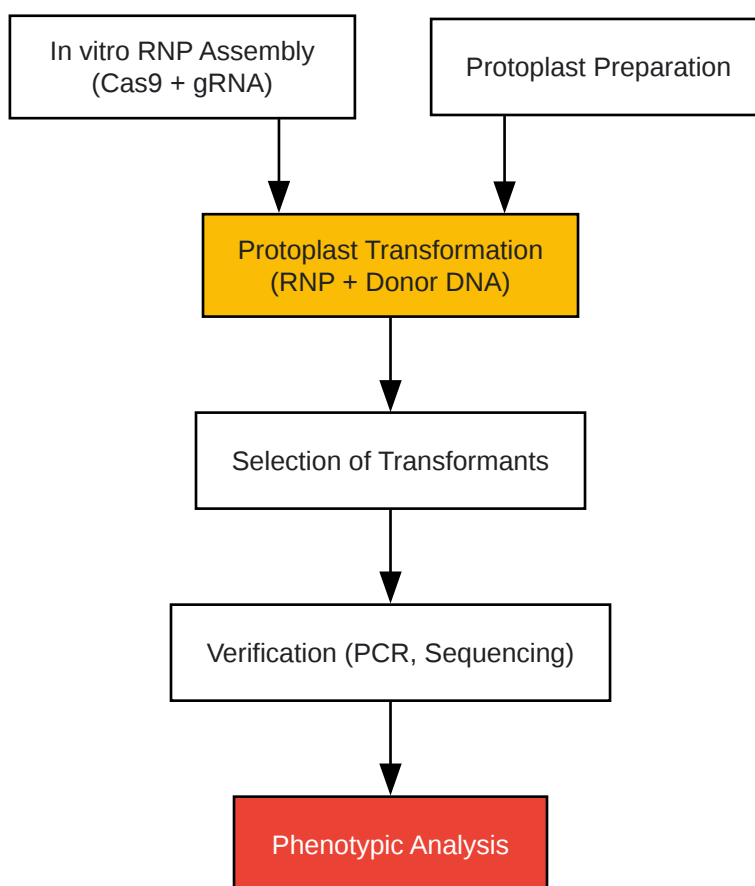 In vitro RNP Assembly
(Cas9 + gRNA)
Protoplast Preparation
Protoplast Transformation
(RNP + Donor DNA)
Selection of Transformants
Verification (PCR, Sequencing)
Phenotypic Analysis